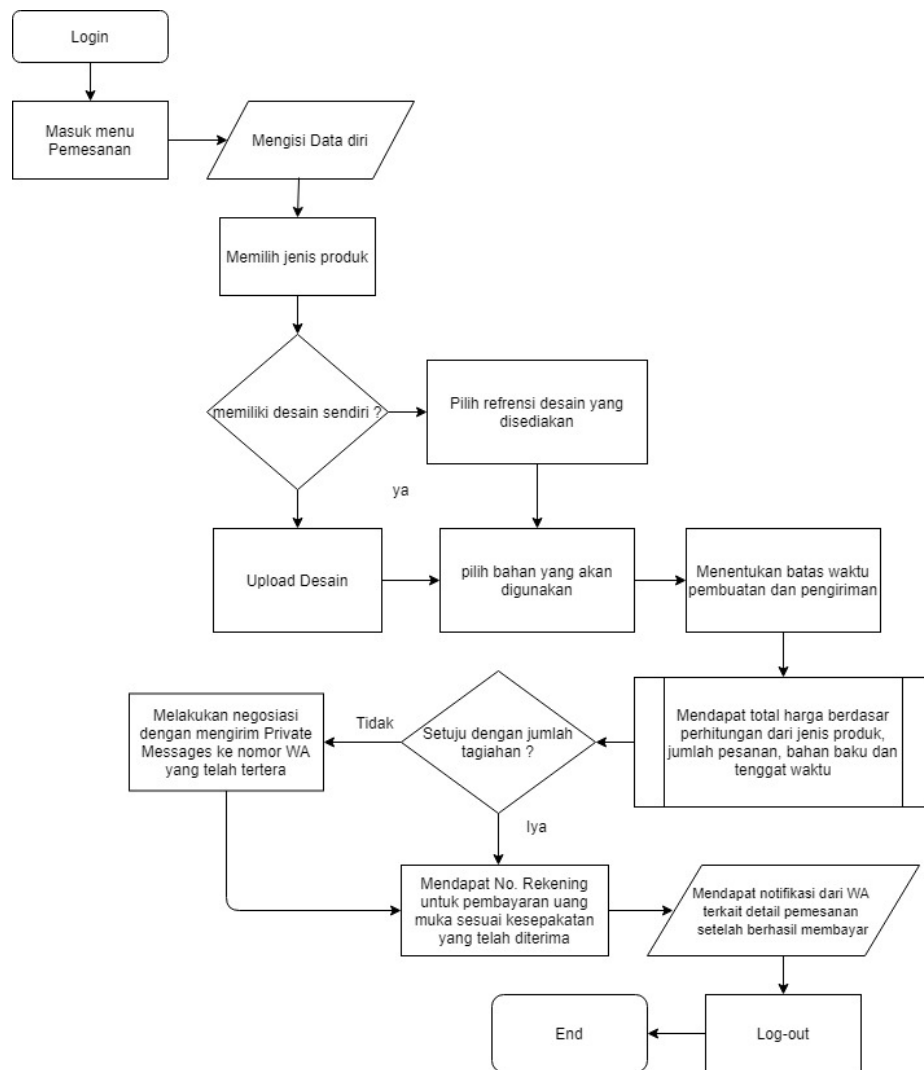 Login
Masuk menu
Pemesanan
Mengisi Data diri
Memilih jenis produk
memiliki desain sendiri ?
Pilih refrensi desain yang
disediakan
ya
Upload Desain
pilih bahan yang akan
digunakan
Menentukan batas waktu
pembuatan dan pengiriman
Mendapat total harga berdasar
perhitungan dari jenis produk,
jumlah pesanan, bahan baku dan
tenggat waktu
Setuju dengan jumlah
tagiahan ?
Tidak
Melakukan negosiasi
dengan mengirim Private
Messages ke nomor WA
yang telah tertera
Iya
Mendapat No. Rekening
untuk pembayaran uang
muka sesuai kesepakatan
yang telah diterima
Mendapat notifikasi dari WA
terkait detail pemesanan
setelah berhasil membayar
Log-out
End